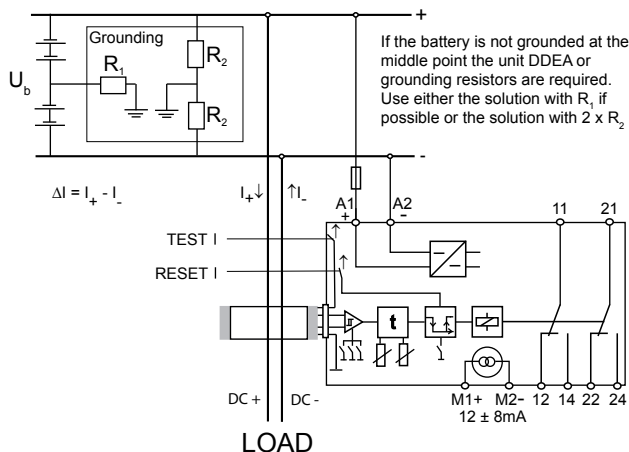 +
Grounding
R1
R2
R2
Ub
If the battery is not grounded at the
middle point the unit DDEA or
grounding resistors are required.
Use either the solution with R1 if
possible or the solution with 2 x R2
-
ΔI = I+ - I-
I+↓
↑I-
A1
+
A2
-
11
21
TEST I
RESET I
t
DC +
DC -
M1+
M2-
12
14
22
24
12 ± 8mA
LOAD